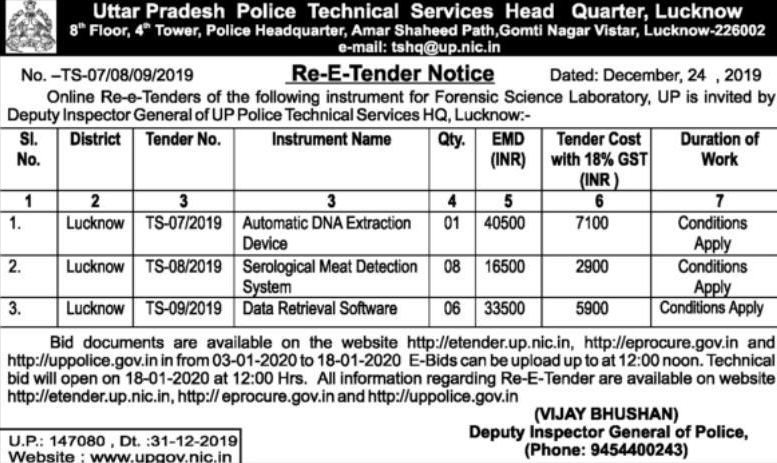 Uttar Pradesh Police Technical Services Head Quarter, Lucknow
8th Floor, 4th Tower, Police Headquarter, Amar Shaheed Path,Gomti Nagar Vistar, Lucknow-226002
e-mail: tshq@up.nic.in
No. –TS-07/08/09/2019 Re-E-Tender Notice Dated: December, 24 , 2019
Online Re-e-Tenders of the following instrument for Forensic Science Laboratory, UP is invited by
Deputy Inspector General of UP Police Technical Services HQ, Lucknow:-
Sl. No. District Tender No. Instrument Name Qty. EMD (INR) Tender Cost with 18% GST (INR ) Duration of Work
1 2 3 3 4 5 6 7
1. Lucknow TS-07/2019 Automatic DNA Extraction Device 01 40500 7100 Conditions Apply
2. Lucknow TS-08/2019 Serological Meat Detection System 08 16500 2900 Conditions Apply
3. Lucknow TS-09/2019 Data Retrieval Software 06 33500 5900 Conditions Apply
Bid documents are available on the website http://etender.up.nic.in, http://eprocure.gov.in and
http://uppolice.gov.in in from 03-01-2020 to 18-01-2020 E-Bids can be upload up to at 12:00 noon. Technical
bid will open on 18-01-2020 at 12:00 Hrs. All information regarding Re-E-Tender are available on website
http://etender.up.nic.in, http:// eprocure.gov.in and http://uppolice.gov.in
(VIJAY BHUSHAN)
Deputy Inspector General of Police,
(Phone: 9454400243)
U.P.: 147080 , Dt. :31-12-2019
Website : www.upgov.nic.in